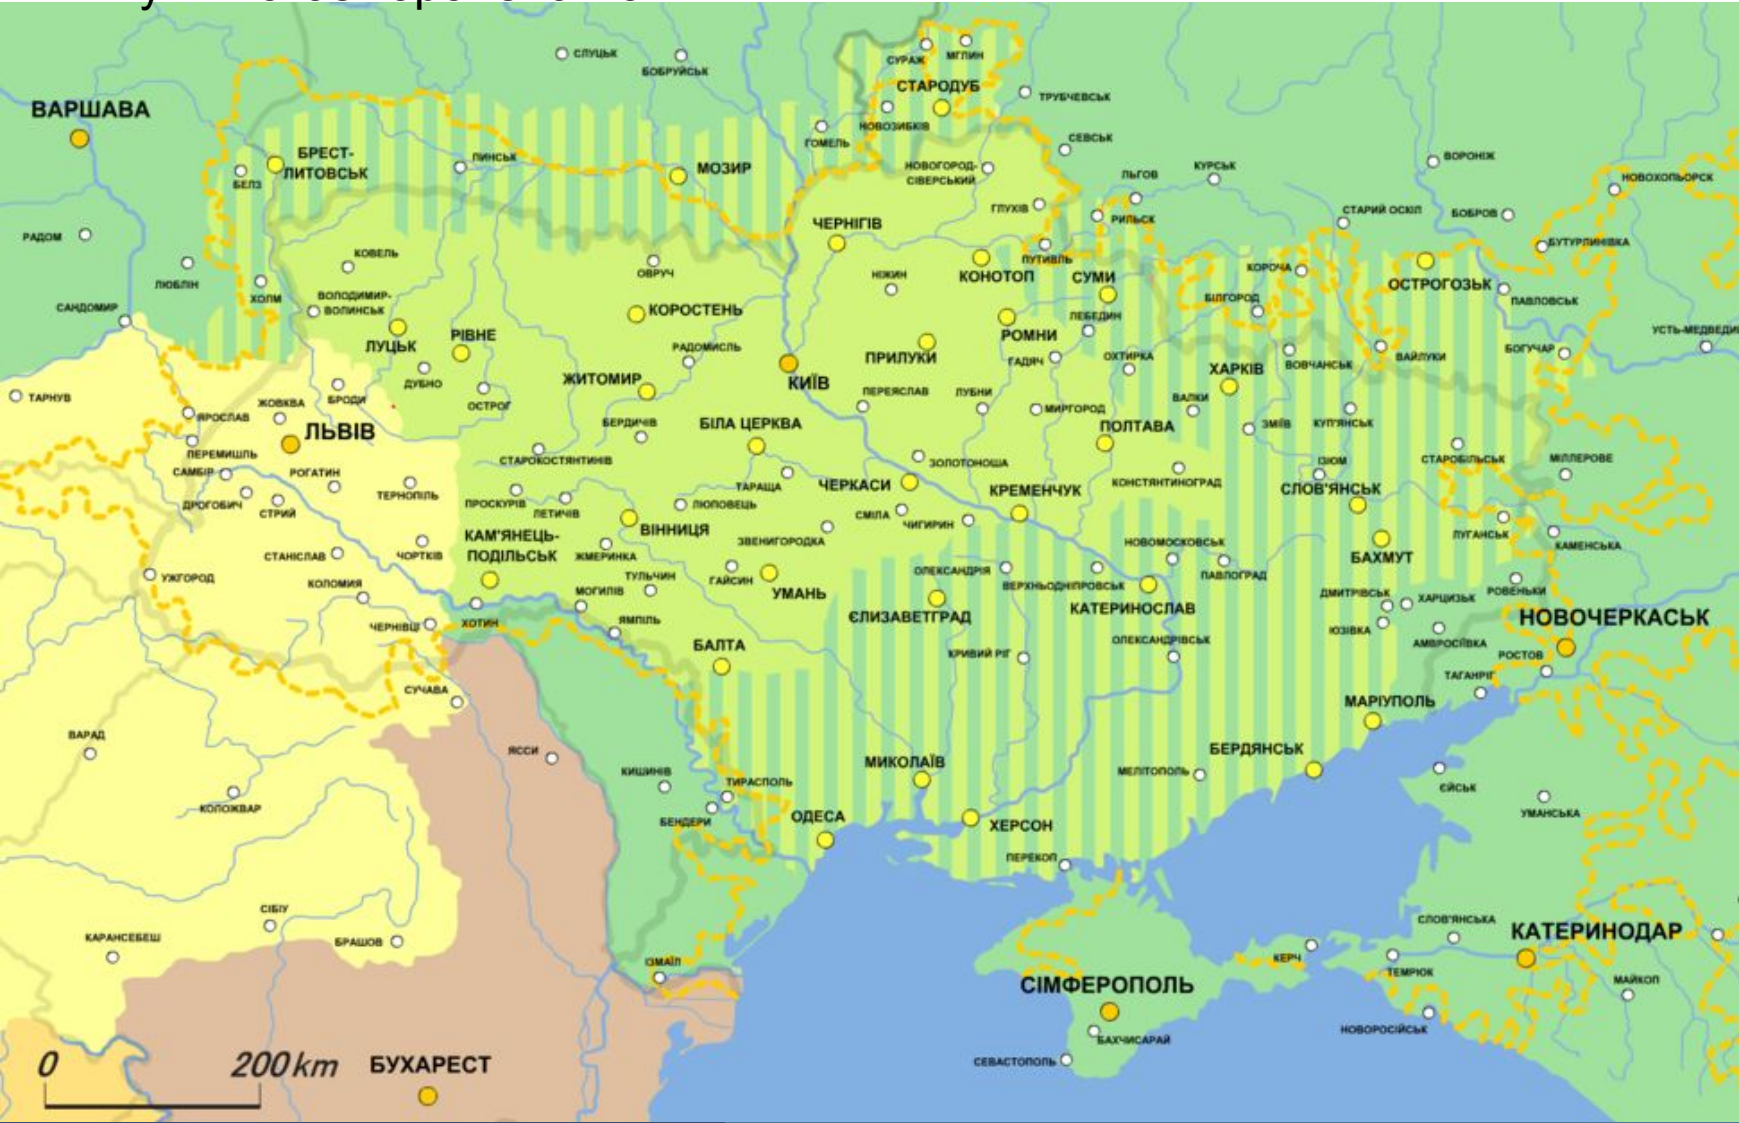 СЛУЦЬК
БОБРУЙСЬК
СУРАЖ
МГЛИН
СТАРОДУБ
НОВОЗИБКІВ
ТРУБЧЕВСЬК
ВАРШАВА
ГОМЕЛЬ
СЕВСЬК
БРЕСТ-
ЛИТОВСЬК
БЕЛЗ
ПИНСЬК
МОЗИР
НОВОГОРОД-
СІВЕРСЬКИЙ
ЛЬГОВ
КУРСЬК
ВОРОНІЖ
НОВОХОПЬОРСК
РАДОМ
ЧЕРНІГІВ
ГЛУХІВ
РИЛЬСК
СТАРИЙ ОСКІЛ
БОБРОВ
БУТУРЛИНІВКА
КОВЕЛЬ
ОВРУЧ
ПУТИВЛЬ
ЛЮБЛІН
ХОЛМ
НІЖИН
КОНОТОП
СУМИ
КОРОЧА
ОСТРОГОЗЬК
БІЛГОРОД
ПАВЛОВСЬК
САНДОМИР
ВОЛОДИМИР-
ВОЛИНСЬК
КОРОСТЕНЬ
ЛЕБЕДИН
ЛУЦЬК
РІВНЕ
РАДОМИСЛЬ
ПРИЛУКИ
РОМНИ
ГАДЯЧ
ОХТИРКА
ХАРКІВ
ВОВЧАНСЬК
ВАЙЛУКИ
БОГУЧАР
УСТЬ-МЕДВЕДИ
ДУБНО
ЖИТОМИР
КИЇВ
ТАРНУВ
ЖОВКВА
БРОДИ
ОСТРОГ
ПЕРЕЯСЛАВ
ЛУБНИ
МИРГОРОД
ВАЛКИ
ЯРОСЛАВ
ЛЬВІВ
БЕРДИЧІВ
БІЛА ЦЕРКВА
ПОЛТАВА
ЗМІЇВ
КУП'ЯНСЬК
ПЕРЕМИШЛЬ
САМБІР
РОГАТИН
СТАРОКОСТЯНТИНІВ
ЗОЛОТОНОША
ІЗЮМ
СТАРОБІЛЬСЬК
МІЛЛЕРОВЕ
ДРОГОБИЧ
СТРИЙ
ТЕРНОПІЛЬ
ПРОСКУРІВ
ЛЕТИЧІВ
ЛЮПОВЕЦЬ
ТАРАЩА
ЧЕРКАСИ
КРЕМЕНЧУК
КОНСТЯНТИНОГРАД
СЛОВ'ЯНСЬК
СМІЛА
ЧИГИРИН
КАМ'ЯНЕЦЬ-
ПОДІЛЬСЬК
ВІННИЦЯ
ЗВЕНИГОРОДКА
ЛУГАНСЬК
КАМЕНСЬКА
СТАНІСЛАВ
ЧОРТКІВ
ЖМЕРИНКА
НОВОМОСКОВСЬК
БАХМУТ
УЖГОРОД
КОЛОМИЯ
ТУЛЬЧИН
ГАЙСИН
УМАНЬ
ОЛЕКСАНДРІЯ
ВЕРХНЬОДНІПРОВСЬК
ПАВЛОГРАД
МОГИЛІВ
ЯМПІЛЬ
ЄЛИЗАВЕТГРАД
КАТЕРИНОСЛАВ
ДМИТРІВСЬК
ХАРЦИЗЬК
РОВЕНЬКИ
НОВОЧЕРКАСЬК
ЧЕРНІВЦІ
ХОТИН
ЮЗІВКА
АМВРОСІЇВКА
БАЛТА
КРИВИЙ РІГ
ОЛЕКСАНДРІВСЬК
РОСТОВ
ТАГАНРІГ
СУЧАВА
МАРІУПОЛЬ
ВАРАД
ЯССИ
БЕРДЯНСЬК
КИШИНІВ
ТИРАСПОЛЬ
МИКОЛАЇВ
МЕЛІТОПОЛЬ
ЄЙСЬК
КОЛОЖВАР
БЕНДЕРИ
ОДЕСА
ХЕРСОН
УМАНСЬКА
ПЕРЕКОП
СІБІУ
БРАШОВ
КАРАНСЕБЕШ
СЛОВ'ЯНСЬКА
КАТЕРИНОДАР
ІЗМАЇЛ
КЕРЧ
ТЕМРЮК
СІМФЕРОПОЛЬ
МАЙКОП
НОВОРОСІЙСЬК
БАХЧИСАРАЙ
СЕВАСТОПОЛЬ
0 200 km
БУХАРЕСТ